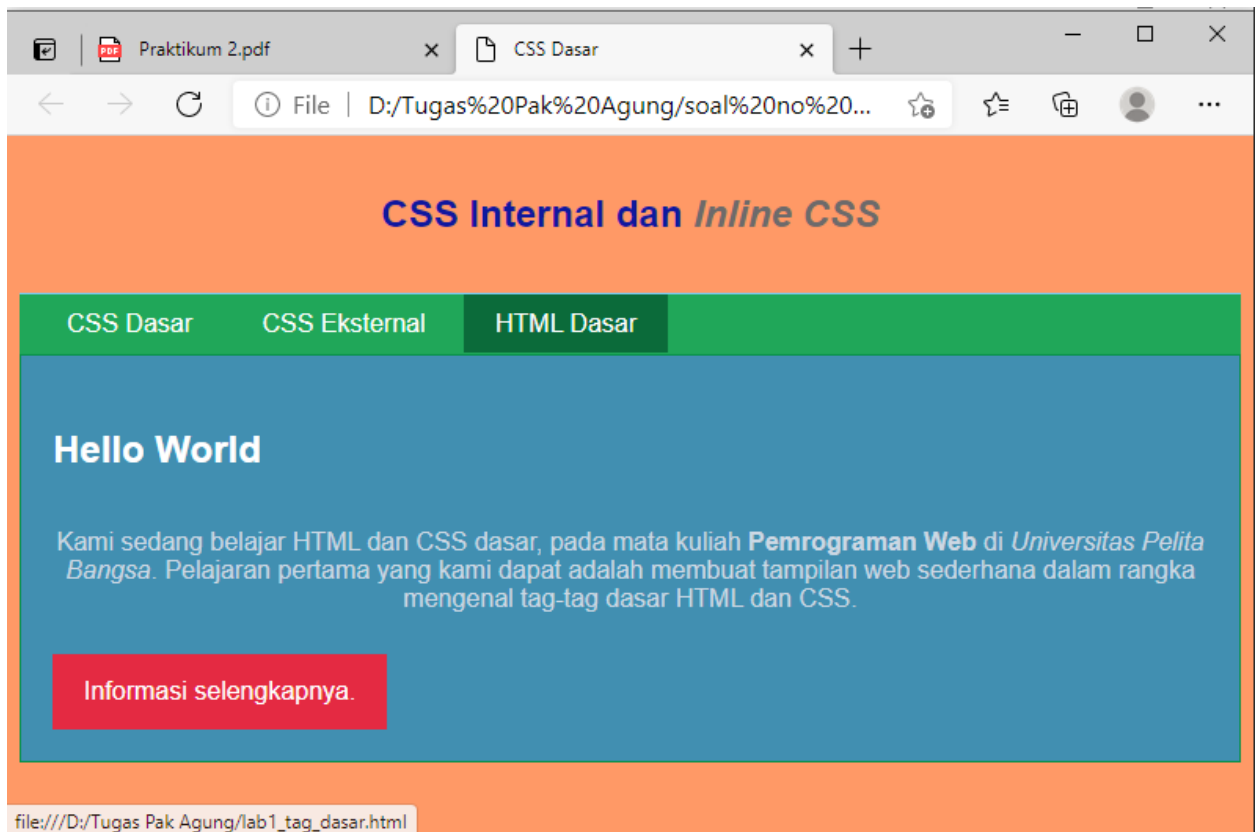 Praktikum 2.pdf
CSS Dasar
File
D:/Tugas%20Pak%20Agung/soal%20no%20...
CSS Internal dan Inline CSS
CSS Dasar
CSS Eksternal
HTML Dasar
Hello World
Kami sedang belajar HTML dan CSS dasar, pada mata kuliah Pemrograman Web di Universitas Pelita
Bangsa. Pelajaran pertama yang kami dapat adalah membuat tampilan web sederhana dalam rangka
mengenal tag-tag dasar HTML dan CSS.
Informasi selengkapnya.
file:///D:/Tugas Pak Agung/lab1_tag_dasar.html